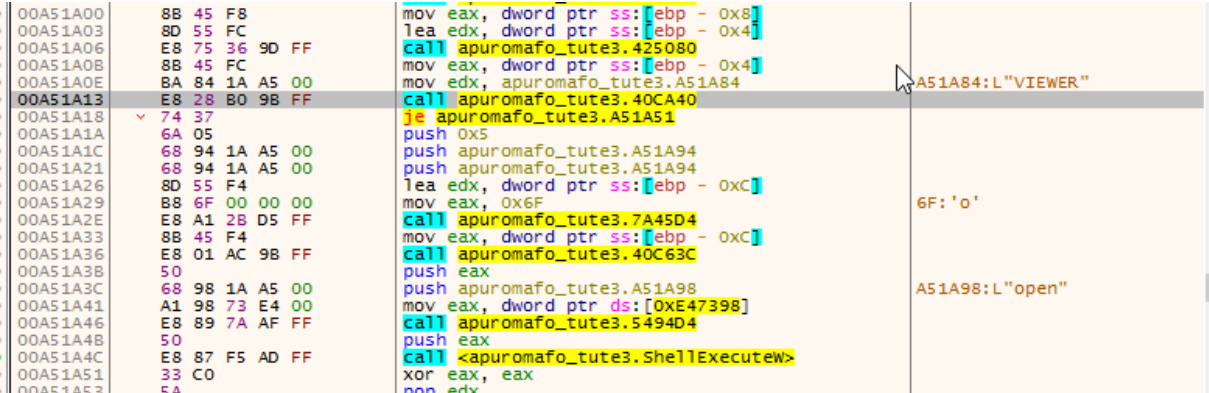 00A51A00 8B 45 F8 mov eax, dword ptr ss:[ebp - 0x8]
00A51A03 8D 55 FC lea edx, dword ptr ss:[ebp - 0x4]
00A51A06 E8 75 36 9D FF call apuromafo_tute3.425080
00A51A0B 8B 45 FC mov eax, dword ptr ss:[ebp - 0x4]
00A51A0E BA 84 1A A5 00 mov edx, apuromafo_tute3.A51A84 A51A84:L"VIEWER"
00A51A13 E8 28 B0 9B FF call apuromafo_tute3.40CA40
00A51A18 74 37 je apuromafo_tute3.A51A51
00A51A1A 6A 05 push 0x5
00A51A1C 68 94 1A A5 00 push apuromafo_tute3.A51A94
00A51A21 68 94 1A A5 00 push apuromafo_tute3.A51A94
00A51A26 8D 55 F4 lea edx, dword ptr ss:[ebp - 0xC]
00A51A29 B8 6F 00 00 00 mov eax, 0x6F 6F:'o'
00A51A2E E8 A1 2B D5 FF call apuromafo_tute3.7A45D4
00A51A33 8B 45 F4 mov eax, dword ptr ss:[ebp - 0xC]
00A51A36 E8 01 AC 9B FF call apuromafo_tute3.40C63C
00A51A3B 50 push eax
00A51A3C 68 98 1A A5 00 push apuromafo_tute3.A51A98 A51A98:L"open"
00A51A41 A1 98 73 E4 00 mov eax, dword ptr ds:[0xE47398]
00A51A46 E8 89 7A AF FF call apuromafo_tute3.5494D4
00A51A4B 50 push eax
00A51A4C E8 87 F5 AD FF call <apuromafo_tute3.ShellExecuteW>
00A51A51 33 C0 xor eax, eax
00A51A53 5A pop edx